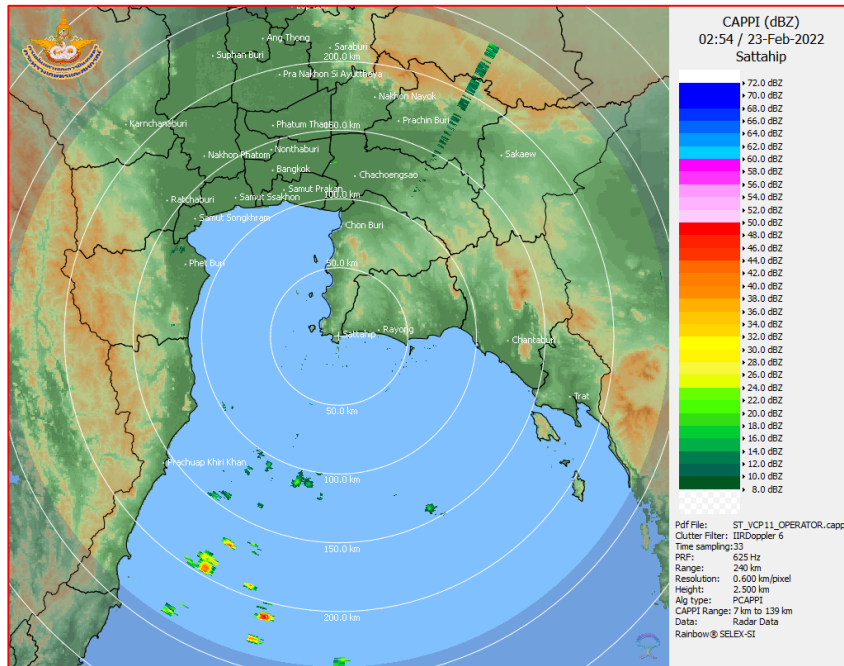 CAPPI (dBZ)
02:54 / 23-Feb-2022
Sattahip
72.0 dBZ
70.0 dBZ
68.0 dBZ
66.0 dBZ
64.0 dBZ
62.0 dBZ
60.0 dBZ
58.0 dBZ
56.0 dBZ
54.0 dBZ
52.0 dBZ
50.0 dBZ
48.0 dBZ
46.0 dBZ
44.0 dBZ
42.0 dBZ
40.0 dBZ
38.0 dBZ
36.0 dBZ
34.0 dBZ
32.0 dBZ
30.0 dBZ
28.0 dBZ
26.0 dBZ
24.0 dBZ
22.0 dBZ
20.0 dBZ
18.0 dBZ
16.0 dBZ
14.0 dBZ
12.0 dBZ
10.0 dBZ
8.0 dBZ
Pdf File: ST_VCP11_OPERATOR.capp
Clutter Filter: IIRDoppler 6
Time sampling:33
PRF: 625 Hz
Range: 240 km
Resolution: 0.600 km/pixel
Height: 2.500 km
Alg type: PCAPPI
CAPPI Range: 7 km to 139 km
Data: Radar Data
Rainbow® SELEX-SI
Ang Thong
Saraburi
Suphan Buri
200.0 km
Pra Nakhon Si Ayutthaya
Nakhon Nayok
Karnchanaburi
Phatum Thani
150.0 km
Prachin Buri
Nonthaburi
Nakhon Phatom
Sakaew
Bangkok
Chachoengsao
Samut Prakan
Ratchaburi
Samut Ssakhon
100.0 km
Samut Songkhram
Chon Buri
Phet Buri
50.0 km
Sattahip
Rayong
Chantaburi
Trat
50.0 km
Prachuap Khiri Khan
100.0 km
150.0 km
200.0 km